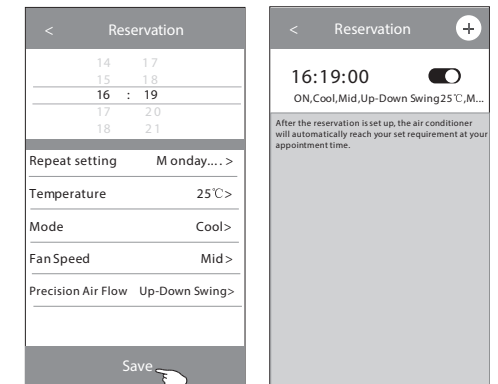 < Reservation
14 17
15 18
16 : 19
17 20
18 21
Repeat setting Monday....>
Temperature 25℃>
Mode Cool>
Fan Speed Mid>
Precision Air Flow Up-Down Swing>
Save
< Reservation +
16:19:00
ON,Cool,Mid,Up-Down Swing25℃,M...
After the reservation is set up, the air conditioner
will automatically reach your set requirement at your
appointment time.